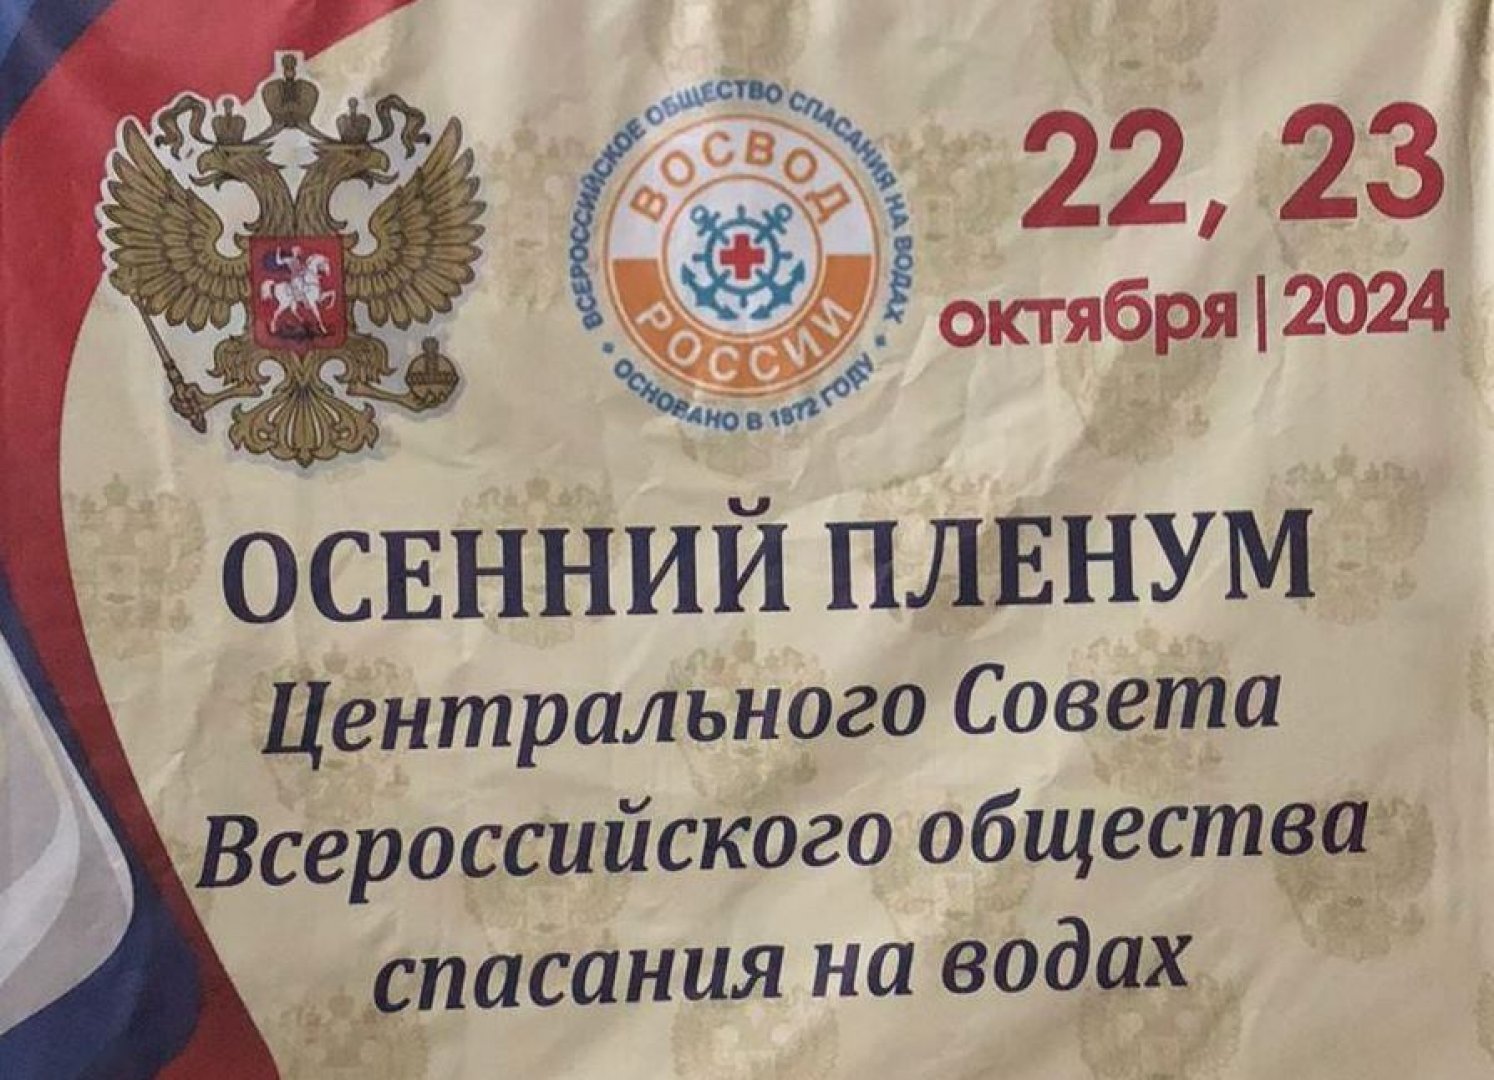 ВСЕРОССИЙСКОЕ ОБЩЕСТВО СПАСАНИЯ НА ВОДАХ
ВОСВОД
РОССИИ
• ОСНОВАНО В 1872 ГОДУ •
22, 23
октября | 2024
ОСЕННИЙ ПЛЕНУМ
Центрального Совета
Всероссийского общества
спасания на водах